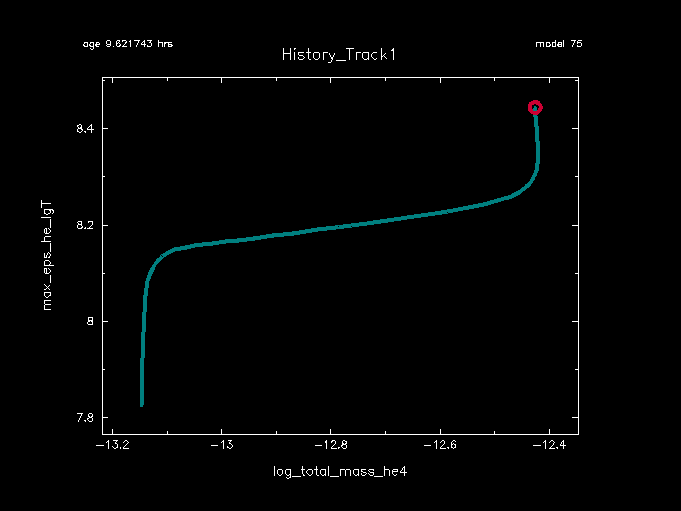 age 9.621743 hrs
model 75
History_Track1
8.4
8.2
8
7.8
max_eps_he_lgT
-13.2
-13
-12.8
-12.6
-12.4
log_total_mass_he4